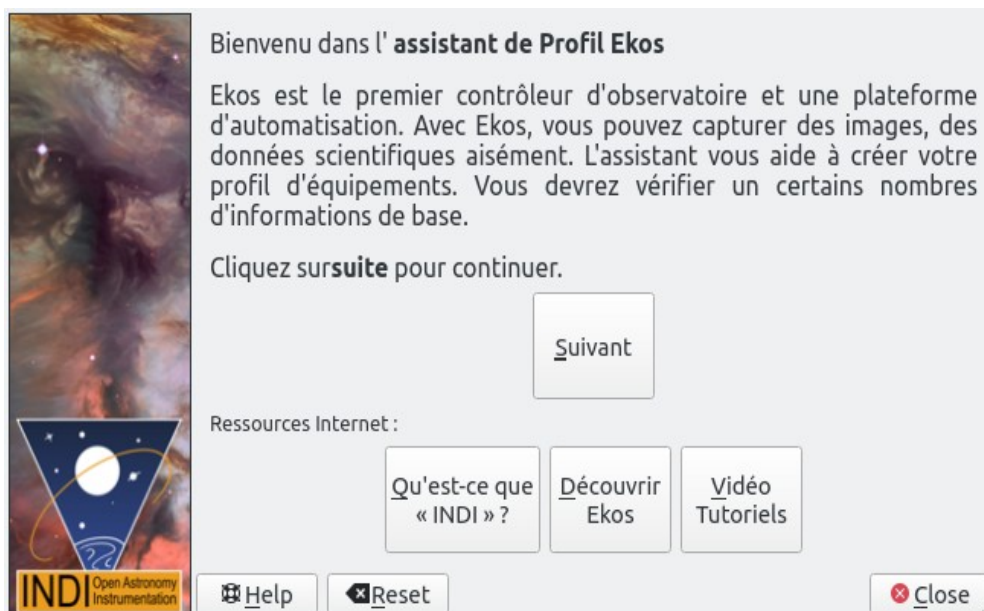 Bienvenu dans l' assistant de Profil Ekos
Ekos est le premier contrôleur d'observatoire et une plateforme
d'automatisation. Avec Ekos, vous pouvez capturer des images, des
données scientifiques aisément. L'assistant vous aide à créer votre
profil d'équipements. Vous devrez vérifier un certains nombres
d'informations de base.
Cliquez sursuite pour continuer.
Suivant
Ressources Internet :
Qu'est-ce que
« INDI » ?
Découvrir
Ekos
Vidéo
Tutoriels
INDI
Open Astronomy
Instrumentation
Help
Reset
Close